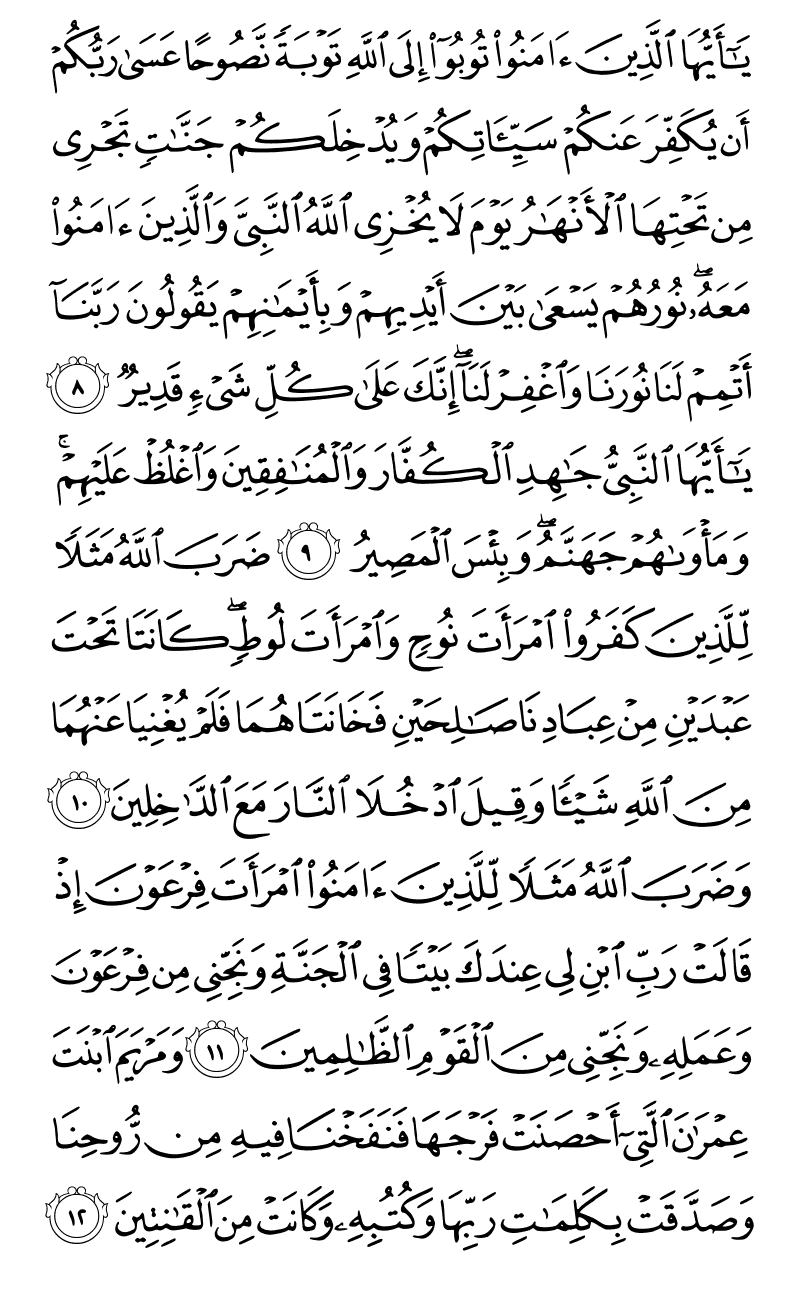 يَـٰٓأَيُّهَا ٱلَّذِينَ ءَامَنُوا۟ تُوبُوٓا۟ إِلَى ٱللَّهِ تَوْبَةً نَّصُوحًا عَسَىٰ رَبُّكُمْ
أَن يُكَفِّرَ عَنكُمْ سَيِّـَٔاتِكُمْ وَيُدْخِلَكُمْ جَنَّـٰتٍ تَجْرِى
مِن تَحْتِهَا ٱلْأَنْهَـٰرُ يَوْمَ لَا يُخْزِى ٱللَّهُ ٱلنَّبِىَّ وَٱلَّذِينَ ءَامَنُوا۟
مَعَهُۥ ۖ نُورُهُمْ يَسْعَىٰ بَيْنَ أَيْدِيهِمْ وَبِأَيْمَـٰنِهِمْ يَقُولُونَ رَبَّنَآ
أَتْمِمْ لَنَا نُورَنَا وَٱغْفِرْ لَنَآ ۖ إِنَّكَ عَلَىٰ كُلِّ شَىْءٍ قَدِيرٌ ٨
يَـٰٓأَيُّهَا ٱلنَّبِىُّ جَـٰهِدِ ٱلْكُفَّارَ وَٱلْمُنَـٰفِقِينَ وَٱغْلُظْ عَلَيْهِمْ ۚ
وَمَأْوَىٰهُمْ جَهَنَّمُ ۖ وَبِئْسَ ٱلْمَصِيرُ ٩ ضَرَبَ ٱللَّهُ مَثَلًا
لِّلَّذِينَ كَفَرُوا۟ ٱمْرَأَتَ نُوحٍ وَٱمْرَأَتَ لُوطٍ ۖ كَانَتَا تَحْتَ
عَبْدَيْنِ مِنْ عِبَادِنَا صَـٰلِحَيْنِ فَخَانَتَاهُمَا فَلَمْ يُغْنِيَا عَنْهُمَا
مِنَ ٱللَّهِ شَيْـًٔا وَقِيلَ ٱدْخُلَا ٱلنَّارَ مَعَ ٱلدَّٰخِلِينَ ١٠
وَضَرَبَ ٱللَّهُ مَثَلًا لِّلَّذِينَ ءَامَنُوا۟ ٱمْرَأَتَ فِرْعَوْنَ إِذْ
قَالَتْ رَبِّ ٱبْنِ لِى عِندَكَ بَيْتًا فِى ٱلْجَنَّةِ وَنَجِّنِى مِن فِرْعَوْنَ
وَعَمَلِهِۦ وَنَجِّنِى مِنَ ٱلْقَوْمِ ٱلظَّـٰلِمِينَ ١١ وَمَرْيَمَ ٱبْنَتَ
عِمْرَٰنَ ٱلَّتِىٓ أَحْصَنَتْ فَرْجَهَا فَنَفَخْنَا فِيهِ مِن رُّوحِنَا
وَصَدَّقَتْ بِكَلِمَـٰتِ رَبِّهَا وَكُتُبِهِۦ وَكَانَتْ مِنَ ٱلْقَـٰنِتِينَ ١٢